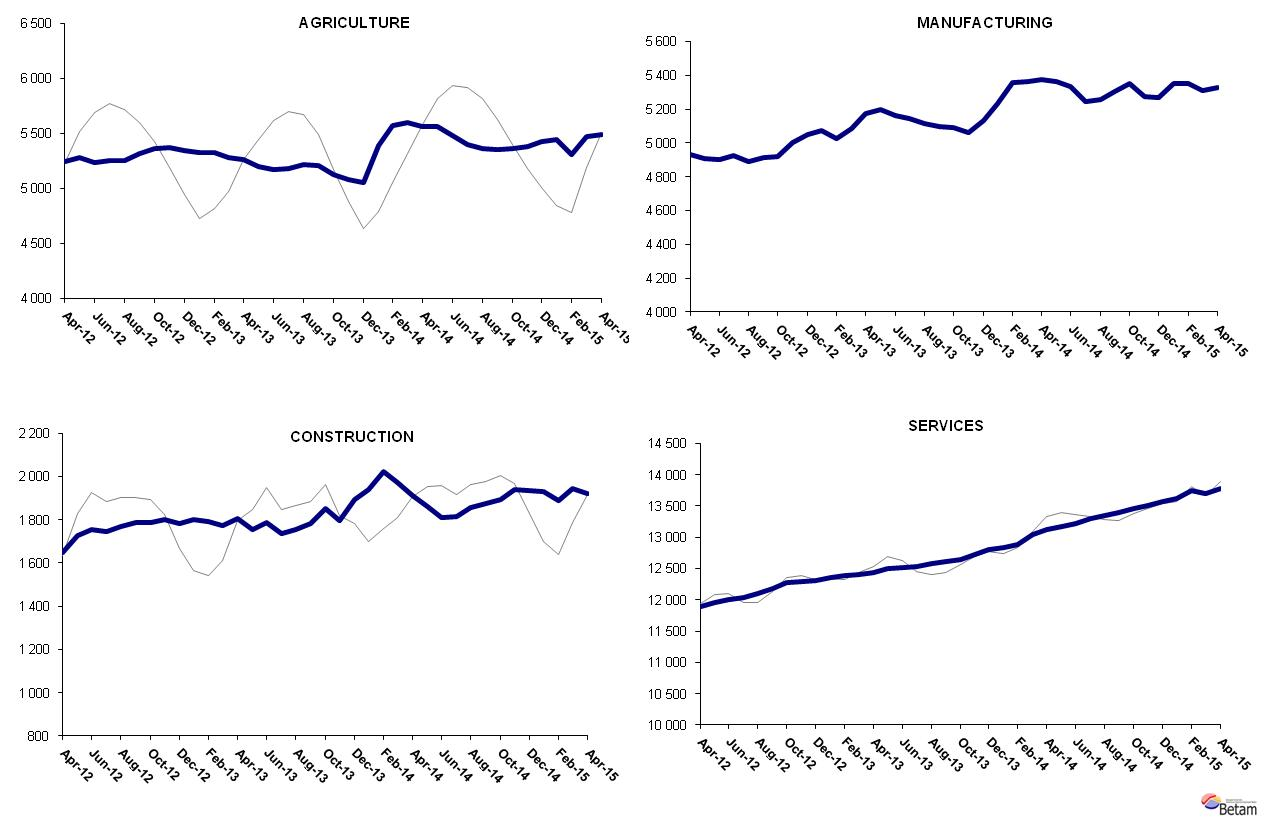 AGRICULTURE
6 500
6 000
5 500
5 000
4 500
4 000
Apr-12
Jun-12
Aug-12
Oct-12
Dec-12
Feb-13
Apr-13
Jun-13
Aug-13
Oct-13
Dec-13
Feb-14
Apr-14
Jun-14
Aug-14
Oct-14
Dec-14
Feb-15
Apr-15
MANUFACTURING
5 600
5 400
5 200
5 000
4 800
4 600
4 400
4 200
4 000
Apr-12
Jun-12
Aug-12
Oct-12
Dec-12
Feb-13
Apr-13
Jun-13
Aug-13
Oct-13
Dec-13
Feb-14
Apr-14
Jun-14
Aug-14
Oct-14
Dec-14
Feb-15
Apr-15
CONSTRUCTION
2 200
2 000
1 800
1 600
1 400
1 200
1 000
800
Apr-12
Jun-12
Aug-12
Oct-12
Dec-12
Feb-13
Apr-13
Jun-13
Aug-13
Oct-13
Dec-13
Feb-14
Apr-14
Jun-14
Aug-14
Oct-14
Dec-14
Feb-15
Apr-15
SERVICES
14 500
14 000
13 500
13 000
12 500
12 000
11 500
11 000
10 500
10 000
Apr-12
Jun-12
Aug-12
Oct-12
Dec-12
Feb-13
Apr-13
Jun-13
Aug-13
Oct-13
Dec-13
Feb-14
Apr-14
Jun-14
Aug-14
Oct-14
Dec-14
Feb-15
Apr-15
Betam